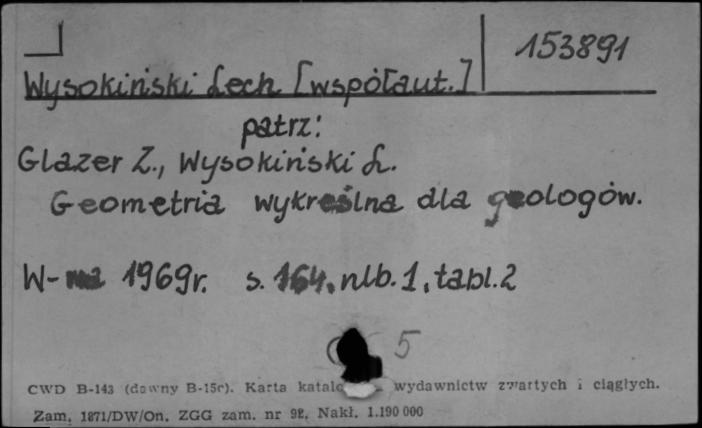 153891
Wysokiński Lech [współaut.]
patrz:
Glazer Z., Wysokiński L.
Geometria wykreślna dla geologów.
W-wa 1969r. s. 164, nlb. 1, tabl. 2
5
CWD B-143 (dawny B-15c). Karta wydawnictw zwartych i ciągłych.
Zam. 1871/DW/On. ZGG zam. nr 92. Nakł. 1.190 000